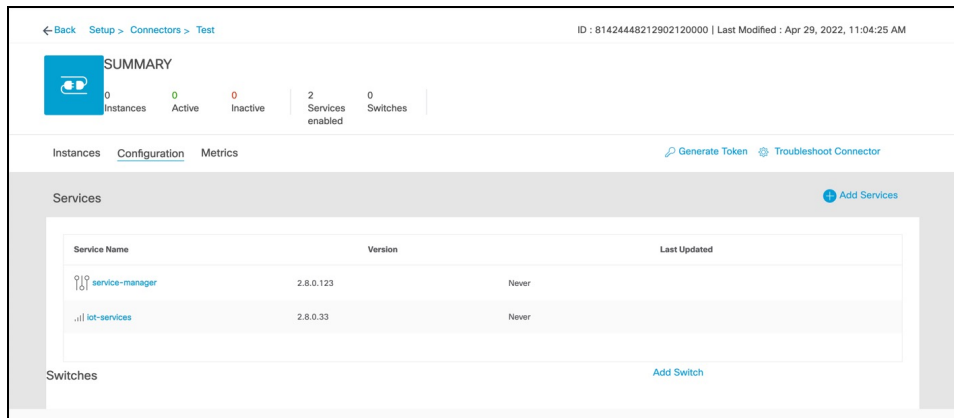 Back Setup > Connectors > Test ID : 81424448212902120000 | Last Modified : Apr 29, 2022, 11:04:25 AM
SUMMARY
0 0 0 2 0
Instances Active Inactive Services Switches
enabled
Instances Configuration Metrics Generate Token Troubleshoot Connector
Services Add Services
Service Name Version Last Updated
service-manager 2.8.0.123 Never
iot-services 2.8.0.33 Never
Switches Add Switch